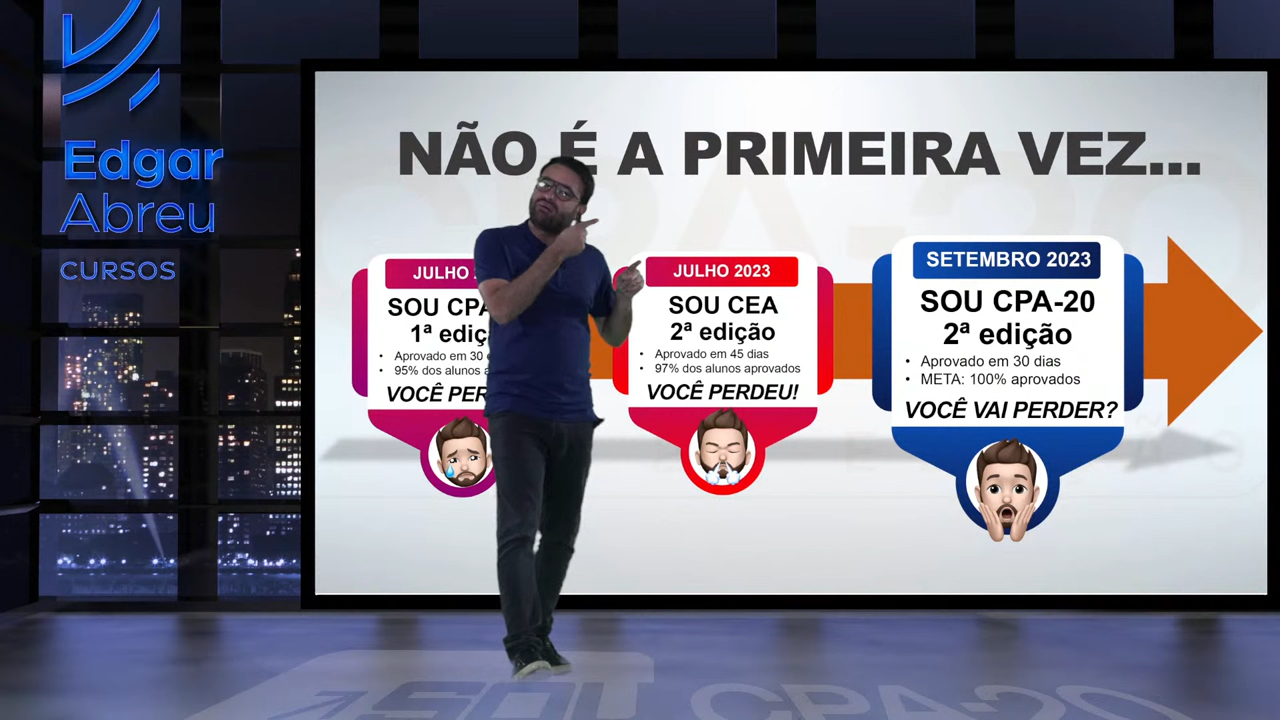 Edgar
Abreu
CURSOS
NÃO É A PRIMEIRA VEZ...
JULHO
SOU
1ª
• Aprovado em 30
• 95% dos alunos
VOCÊ
JULHO 2023
SOU CEA
2ª edição
• Aprovado em 45 dias
• 97% dos alunos aprovados
VOCÊ PERDEU!
SETEMBRO 2023
SOU CPA-20
2ª edição
• Aprovado em 30 dias
• META: 100% aprovados
VOCÊ VAI PERDER?
SOU CPA-20